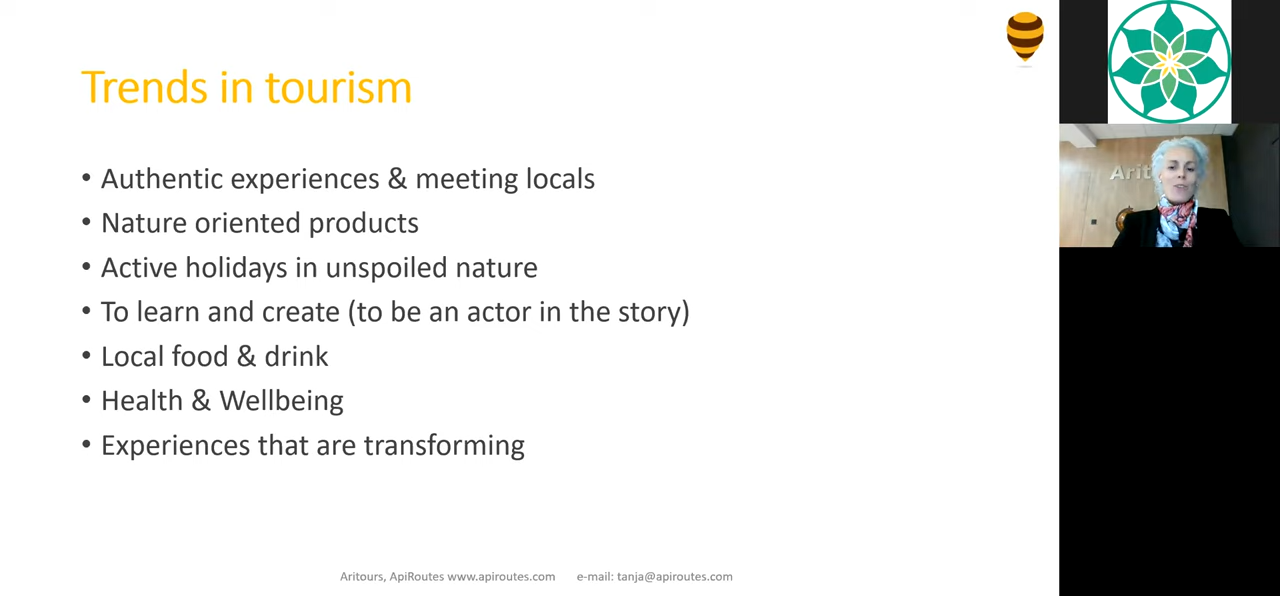 Trends in tourism
• Authentic experiences & meeting locals
• Nature oriented products
• Active holidays in unspoiled nature
• To learn and create (to be an actor in the story)
• Local food & drink
• Health & Wellbeing
• Experiences that are transforming
Aritours, ApiRoutes www.apiroutes.com e-mail: tanja@apiroutes.com
Arit